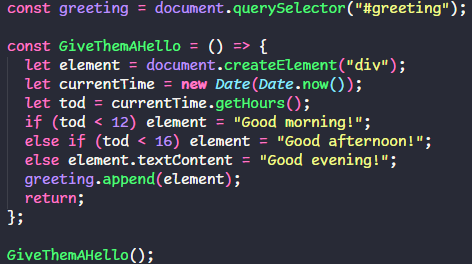 const greeting = document.querySelector("#greeting");
const GiveThemAHello = () => {
let element = document.createElement("div");
let currentTime = new Date(Date.now());
let tod = currentTime.getHours();
if (tod < 12) element = "Good morning!";
else if (tod < 16) element = "Good afternoon!";
else element.textContent = "Good evening!";
greeting.append(element);
return;
};
GiveThemAHello();